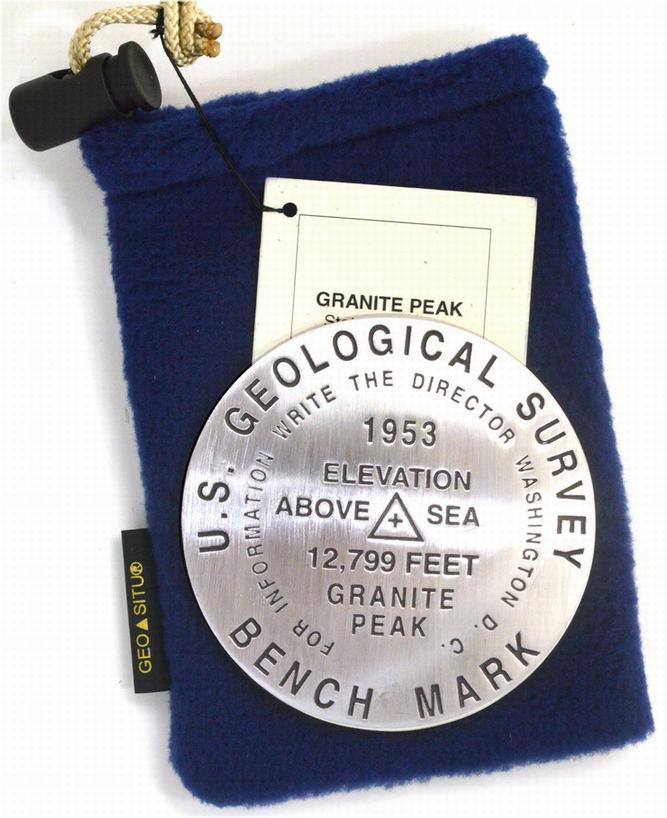 GRANITE PEAK
U.S. GEOLOGICAL SURVEY
FOR INFORMATION WRITE THE DIRECTOR WASHINGTON D. C.
1953
ELEVATION
ABOVE SEA
12,799 FEET
GRANITE
PEAK
BENCH MARK
GEO▲SITU®